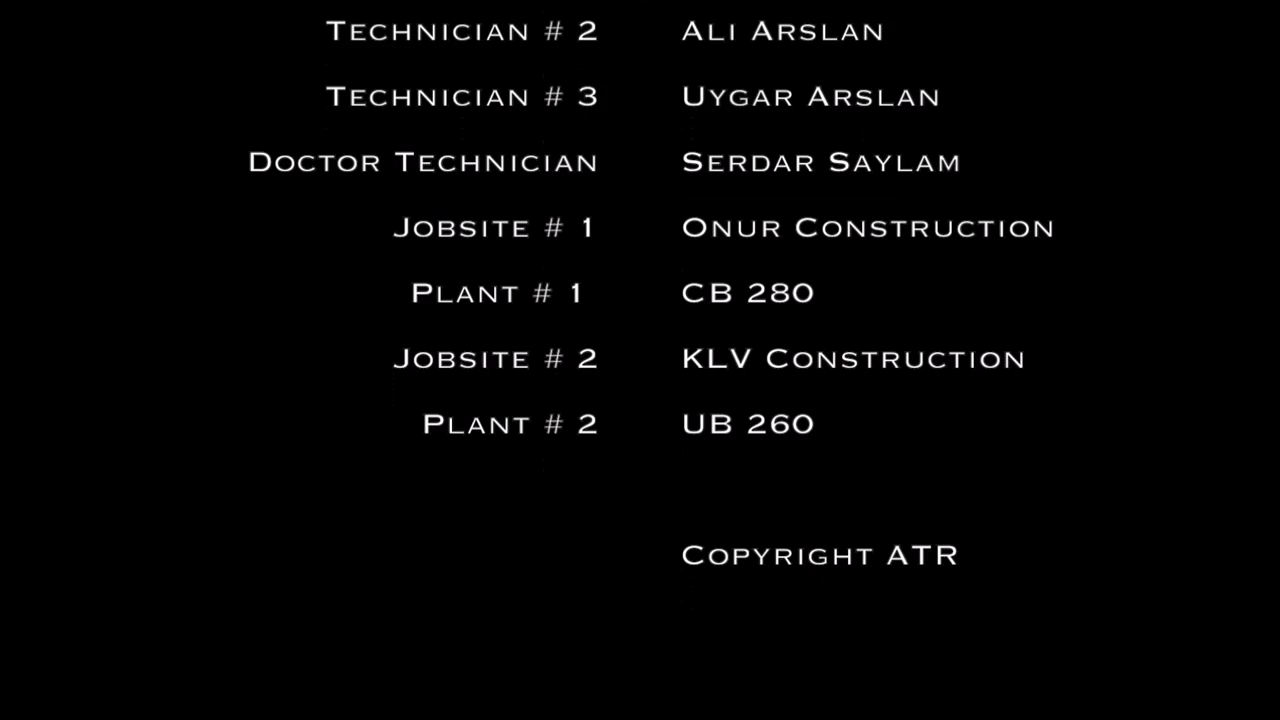 Technician # 2 Ali Arslan
Technician # 3 Uygar Arslan
Doctor Technician Serdar Saylam
Jobsite # 1 Onur Construction
Plant # 1 CB 280
Jobsite # 2 KLV Construction
Plant # 2 UB 260
Copyright ATR